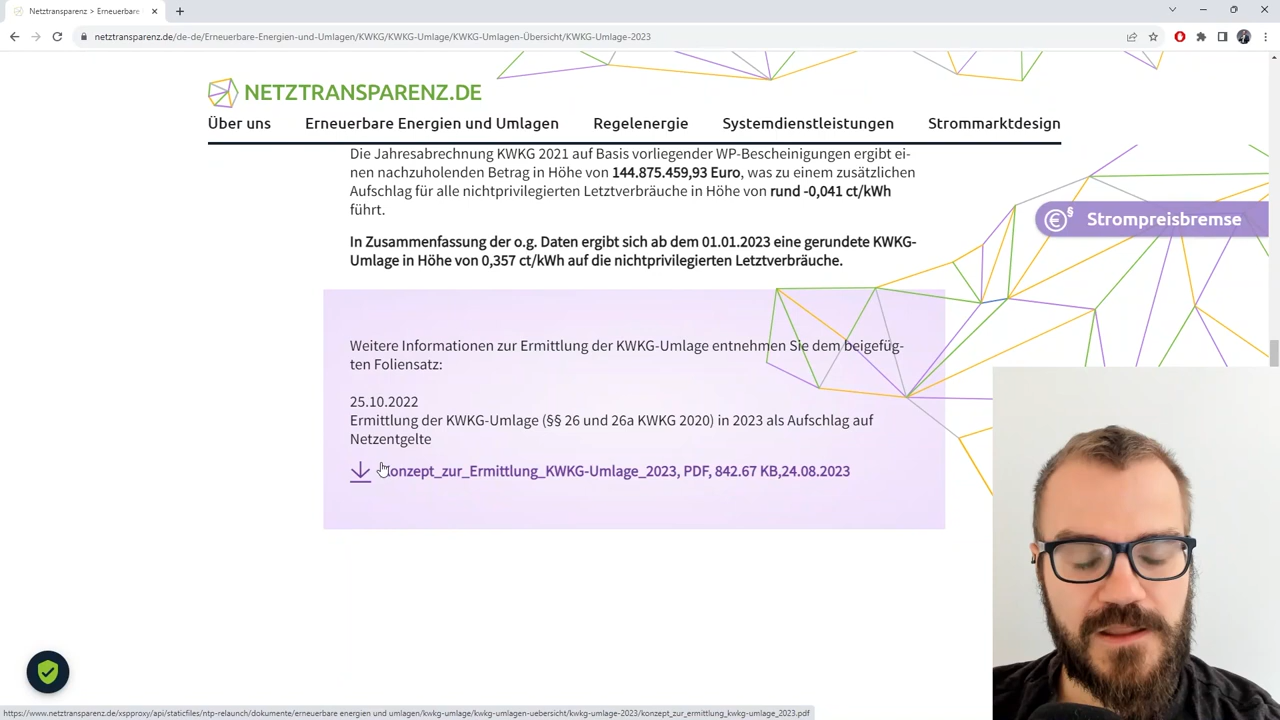 Netztransparenz > Erneuerbare
netztransparenz.de/de-de/Erneuerbare-Energien-und-Umlagen/KWKG/KWKG-Umlage/KWKG-Umlagen-Übersicht/KWKG-Umlage-2023
NETZTRANSPARENZ.DE
Über uns Erneuerbare Energien und Umlagen Regelenergie Systemdienstleistungen Strommarktdesign
Die Jahresabrechnung KWKG 2021 auf Basis vorliegender WP-Bescheinigungen ergibt ei-
nen nachzuholenden Betrag in Höhe von 144.875.459,93 Euro, was zu einem zusätzlichen
Aufschlag für alle nichtprivilegierten Letztverbräuche in Höhe von rund -0,041 ct/kWh
führt.
€§ Strompreisbremse
In Zusammenfassung der o.g. Daten ergibt sich ab dem 01.01.2023 eine gerundete KWKG-
Umlage in Höhe von 0,357 ct/kWh auf die nichtprivilegierten Letztverbräuche.
Weitere Informationen zur Ermittlung der KWKG-Umlage entnehmen Sie dem beigefüg-
ten Foliensatz:
25.10.2022
Ermittlung der KWKG-Umlage (§§ 26 und 26a KWKG 2020) in 2023 als Aufschlag auf
Netzentgelte
Konzept_zur_Ermittlung_KWKG-Umlage_2023, PDF, 842.67 KB,24.08.2023
https://www.netztransparenz.de/xspproxy/api/staticfiles/ntp-relaunch/dokumente/erneuerbare energien und umlagen/kwkg-umlage/kwkg-umlagen-uebersicht/kwkg-umlage-2023/konzept_zur_ermittlung_kwkg-umlage_2023.pdf